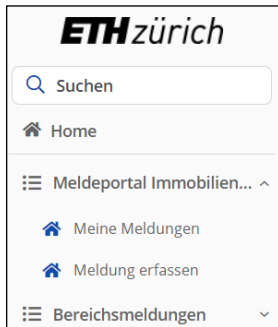 ETH zürich
Suchen
Home
Meldeportal Immobilien...
Meine Meldungen
Meldung erfassen
Bereichsmeldungen